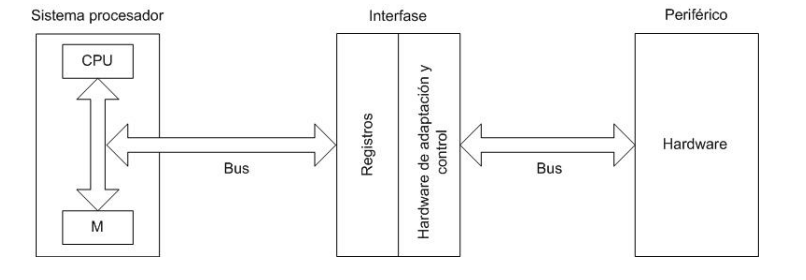 Sistema procesador
Interfase
Periférico
CPU
M
Bus
Registros
Hardware de adaptación y
control
Bus
Hardware